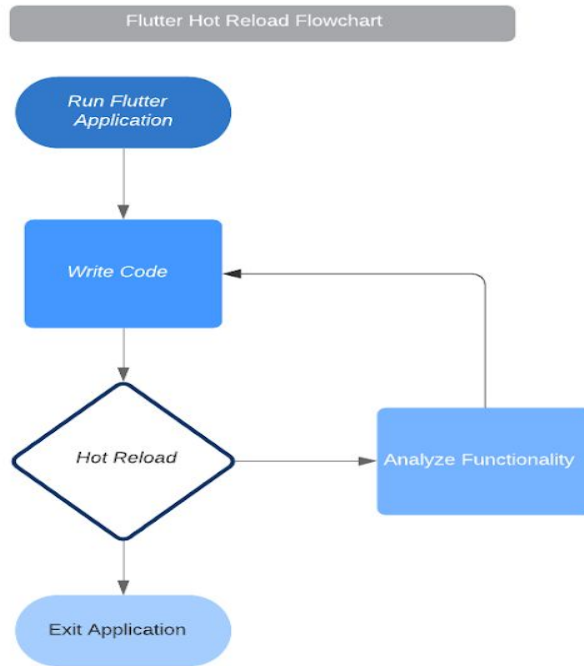 Flutter Hot Reload Flowchart
Run Flutter
Application
Write Code
Hot Reload
Analyze Functionality
Exit Application